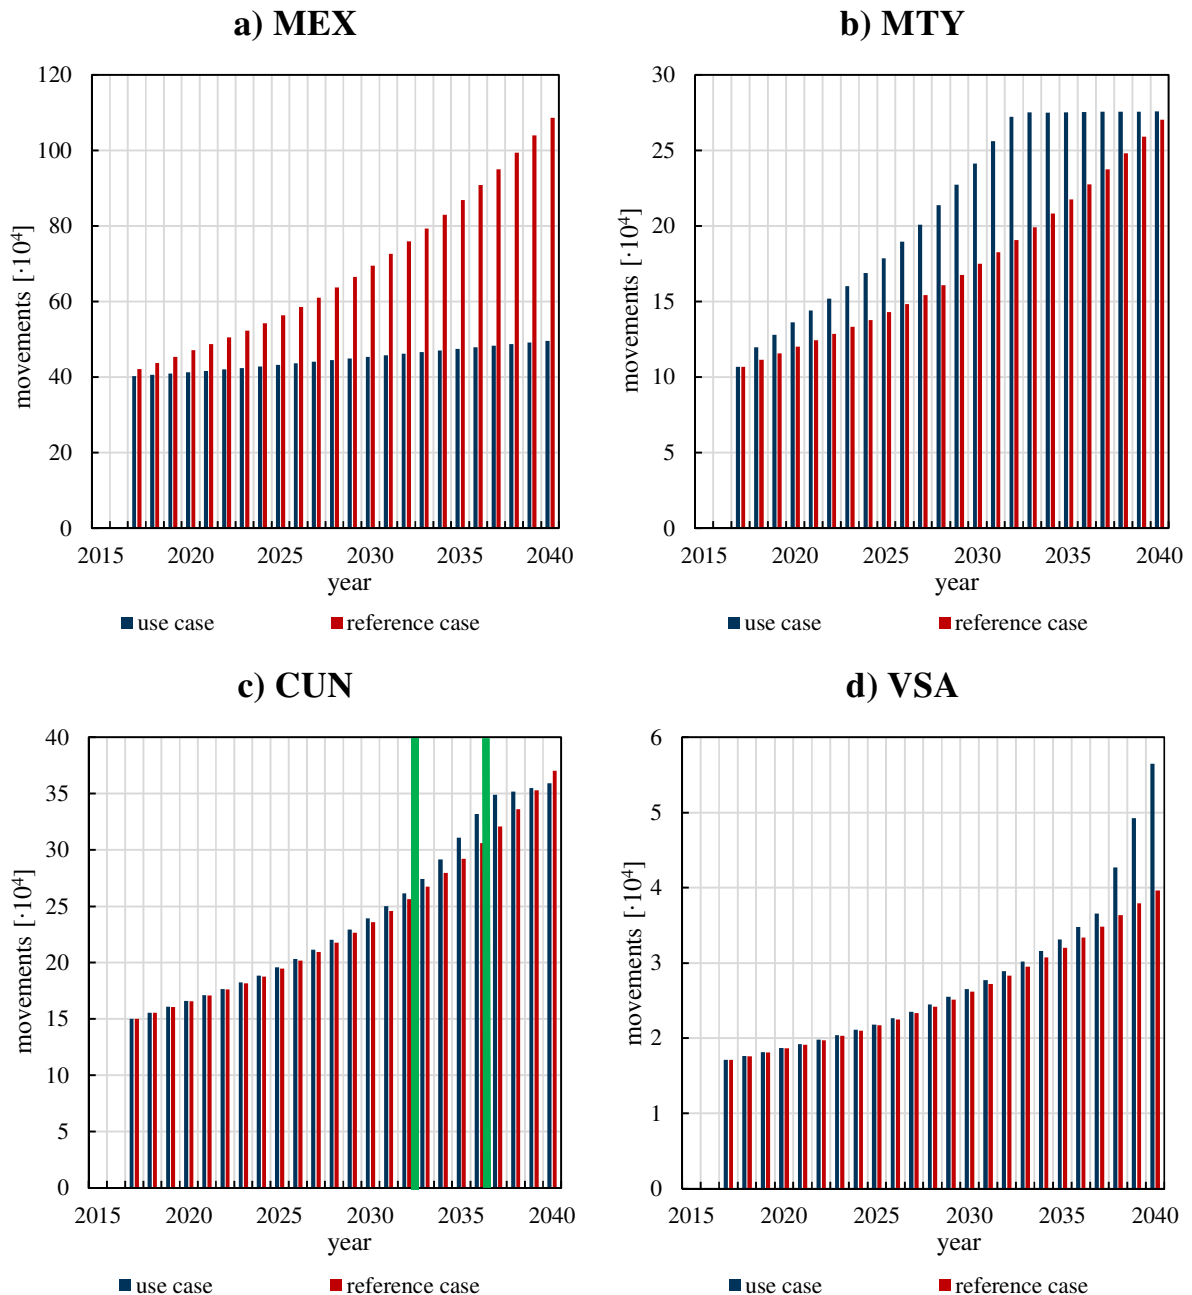 a) MEX
120
100
80
60
40
20
0
movements [·10⁴]
2015 2020 2025 2030 2035 2040
year
use case reference case
b) MTY
30
25
20
15
10
5
0
movements [·10⁴]
2015 2020 2025 2030 2035 2040
year
use case reference case
c) CUN
40
35
30
25
20
15
10
5
0
movements [·10⁴]
2015 2020 2025 2030 2035 2040
year
use case reference case
d) VSA
6
5
4
3
2
1
0
movements [·10⁴]
2015 2020 2025 2030 2035 2040
year
use case reference case